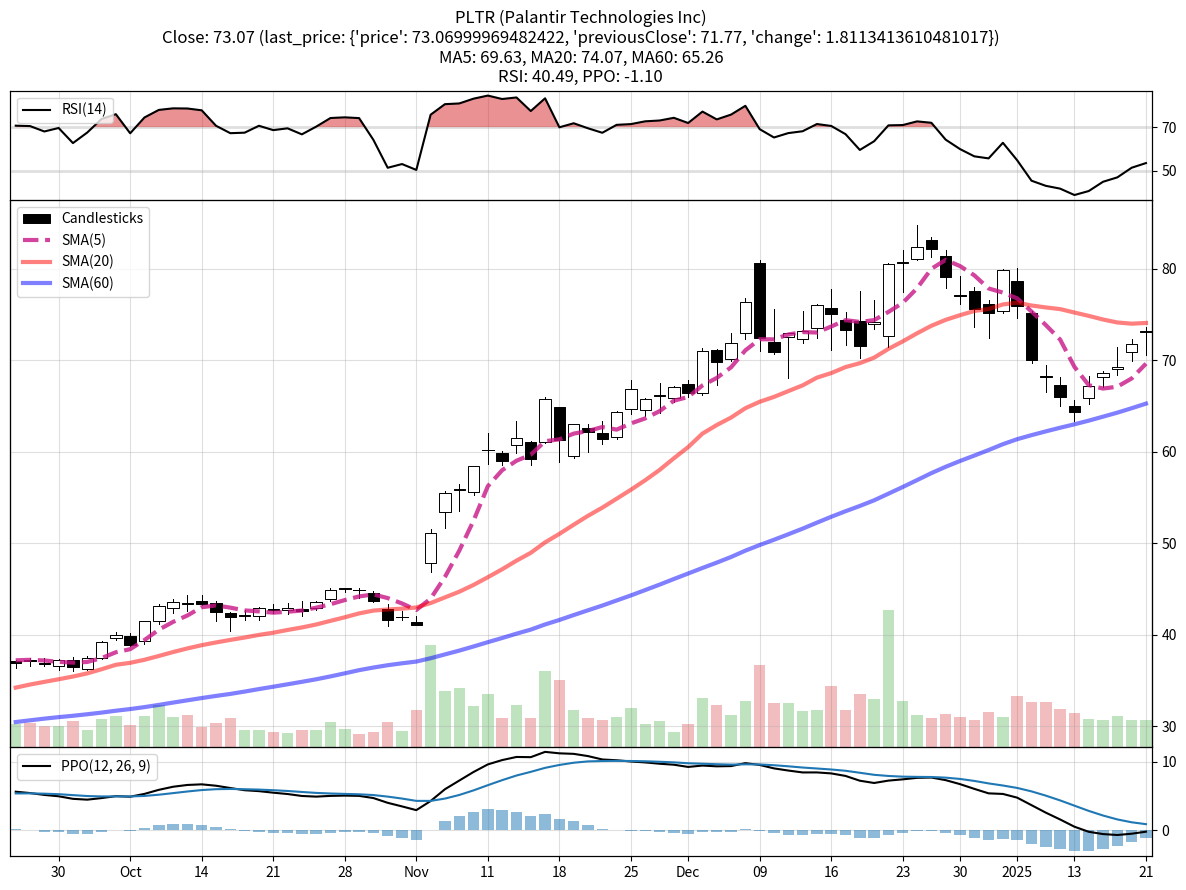 PLTR (Palantir Technologies Inc)
Close: 73.07 (last_price: {'price': 73.06999969482422, 'previousClose': 71.77, 'change': 1.8113413610481017})
MA5: 69.63, MA20: 74.07, MA60: 65.26
RSI: 40.49, PPO: -1.10
RSI(14)
70
50
Candlesticks
SMA(5)
SMA(20)
SMA(60)
80
70
60
50
40
30
PPO(12, 26, 9)
10
0
30 Oct 14 21 28 Nov 11 18 25 Dec 09 16 23 30 2025 13 21